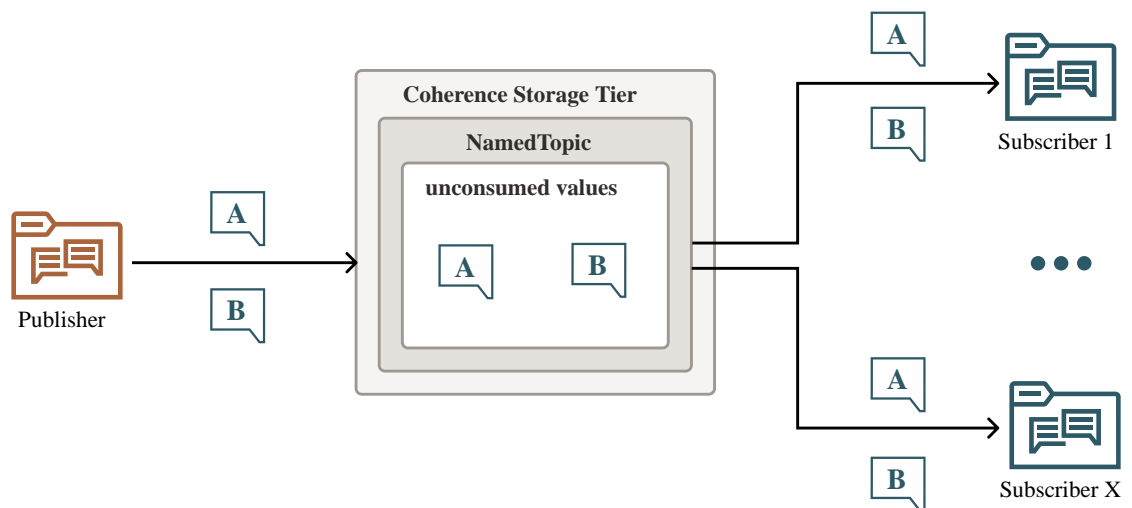 A
B
Publisher
Coherence Storage Tier
NamedTopic
unconsumed values
A
B
A
B
Subscriber 1
A
B
Subscriber X